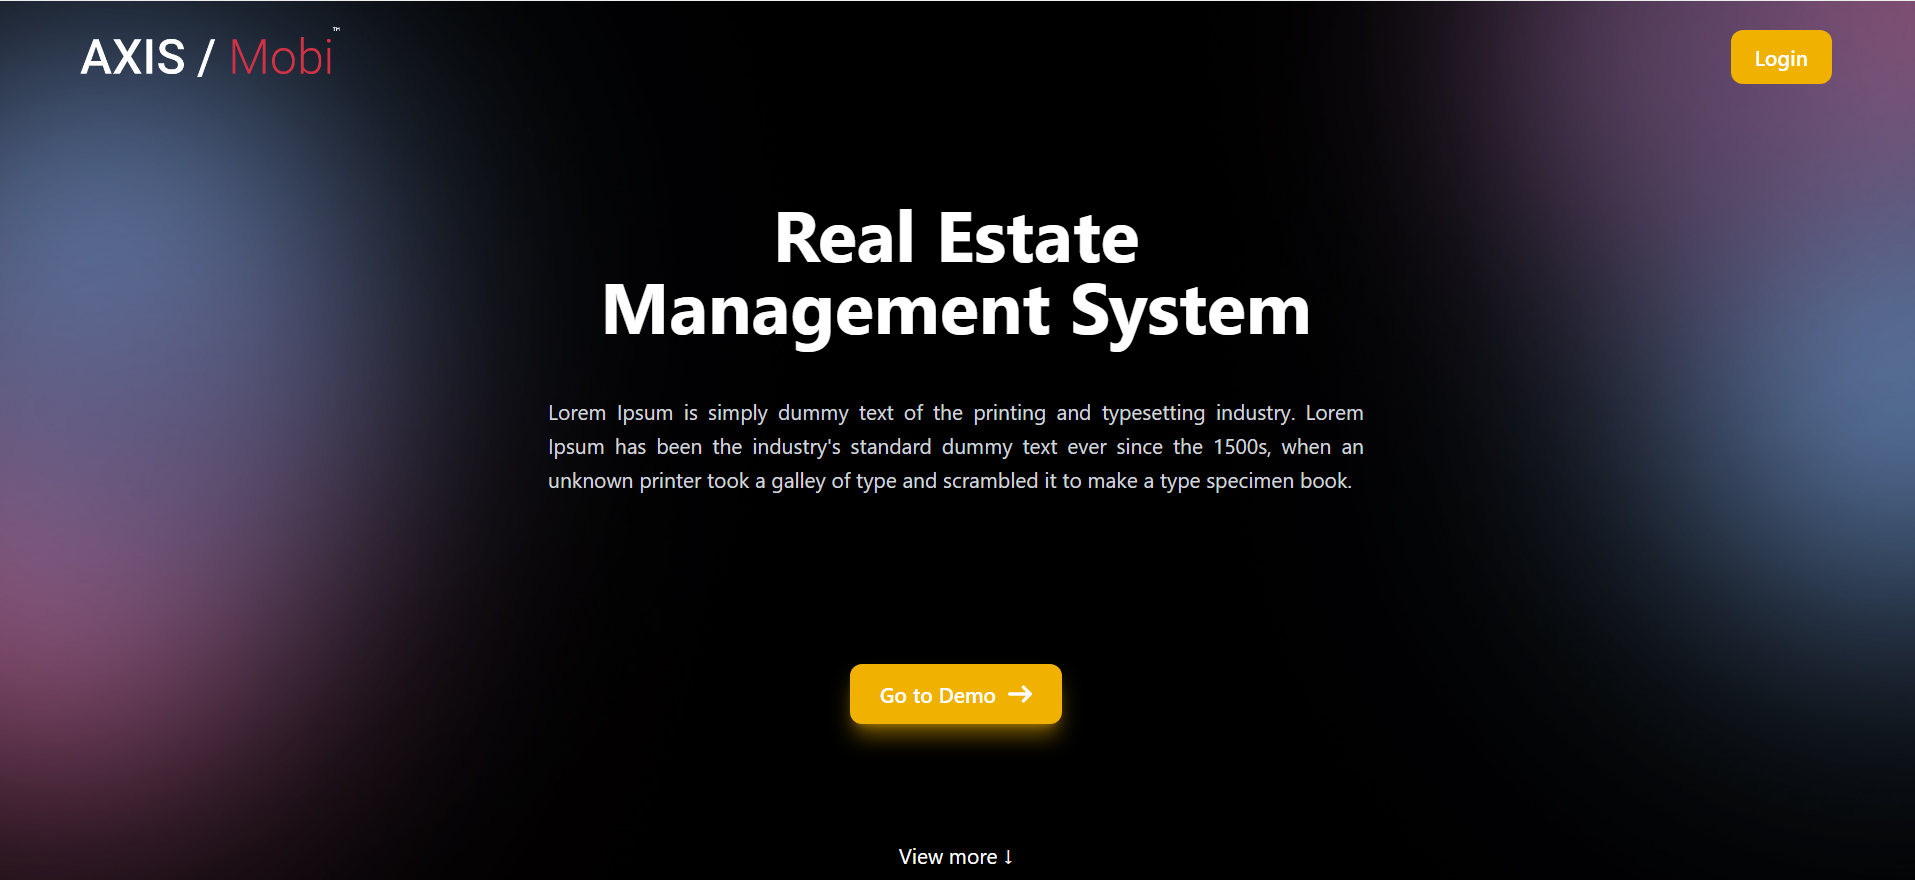 AXIS / Mobi™
Login
Real Estate
Management System
Lorem Ipsum is simply dummy text of the printing and typesetting industry. Lorem
Ipsum has been the industry's standard dummy text ever since the 1500s, when an
unknown printer took a galley of type and scrambled it to make a type specimen book.
Go to Demo →
View more ↓